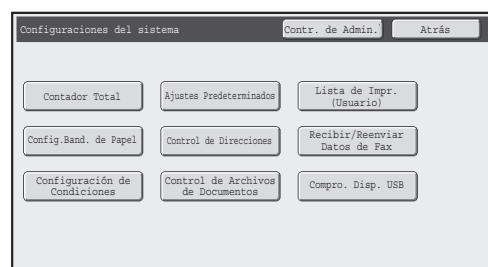 Configuraciones del sistema
Contr. de Admin.
Atrás
Contador Total
Ajustes Predeterminados
Lista de Impr.
(Usuario)
Config.Band. de Papel
Control de Direcciones
Recibir/Reenviar
Datos de Fax
Configuración de
Condiciones
Control de Archivos
de Documentos
Compro. Disp. USB